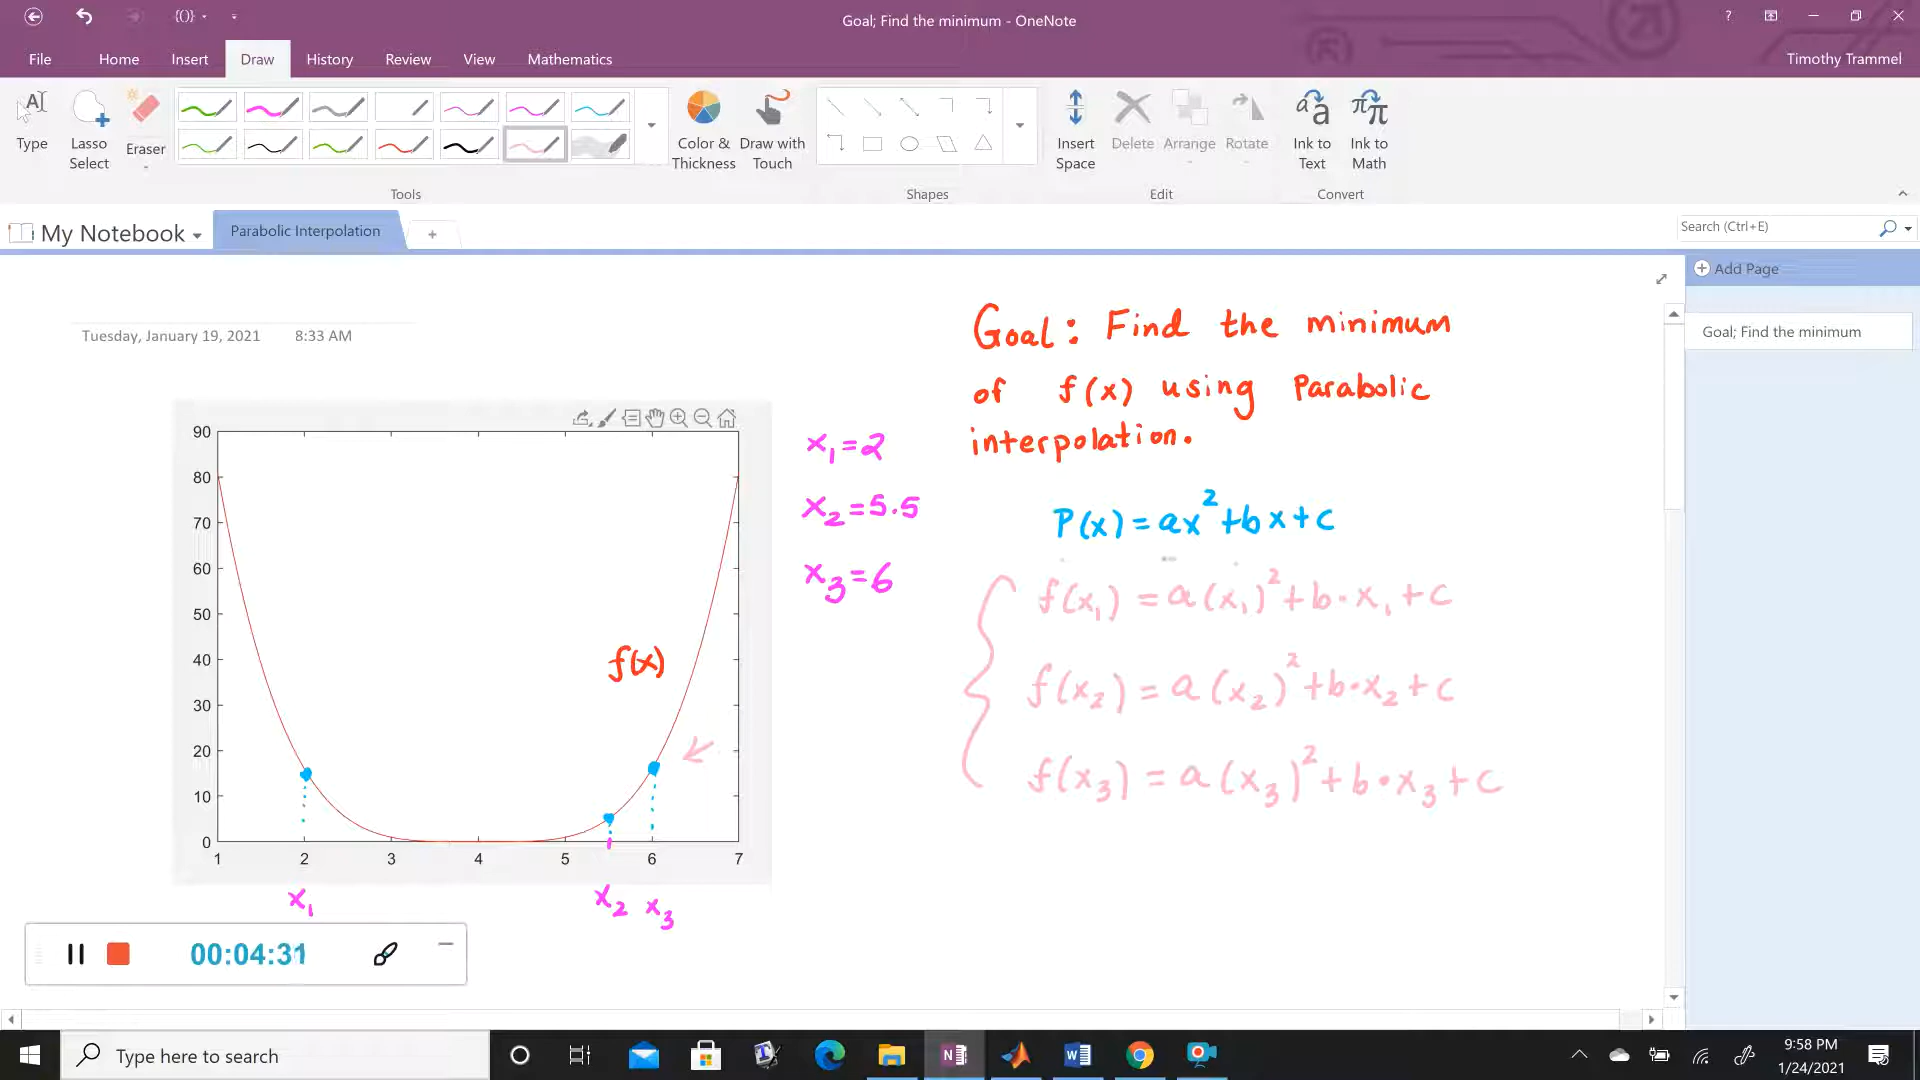 Goal; Find the minimum - OneNote
?
Timothy Trammel
File Home Insert Draw History Review View Mathematics
Type
Lasso Select
Eraser
Color & Thickness
Draw with Touch
Insert Space
Delete
Arrange
Rotate
Ink to Text
Ink to Math
Tools Shapes Edit Convert
My Notebook
Parabolic Interpolation
+
Search (Ctrl+E)
Add Page
Goal; Find the minimum
Tuesday, January 19, 2021 8:33 AM
Goal: Find the minimum
of f(x) using Parabolic
interpolation.
x₁=2
x₂=5.5
x₃=6
P(x)=ax²+bx+c
f(x₁) = a(x₁)²+b·x₁+c
f(x₂) = a(x₂)²+b·x₂+c
f(x₃) = a(x₃)²+b·x₃+c
90
80
70
60
50
40
30
20
10
0
f(x)
1 2 3 4 5 6 7
x₁ x₂ x₃
00:04:31
Type here to search
9:58 PM
1/24/2021